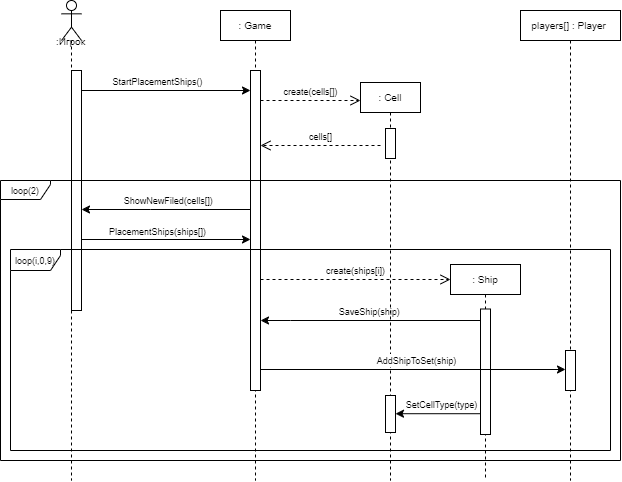 : Game
players[] : Player
:Игрок
StartPlacementShips()
create(cells[])
: Cell
cells[]
loop(2)
ShowNewFiled(cells[])
PlacementShips(ships[])
loop(i,0,9)
create(ships[i])
: Ship
SaveShip(ship)
AddShipToSet(ship)
SetCellType(type)